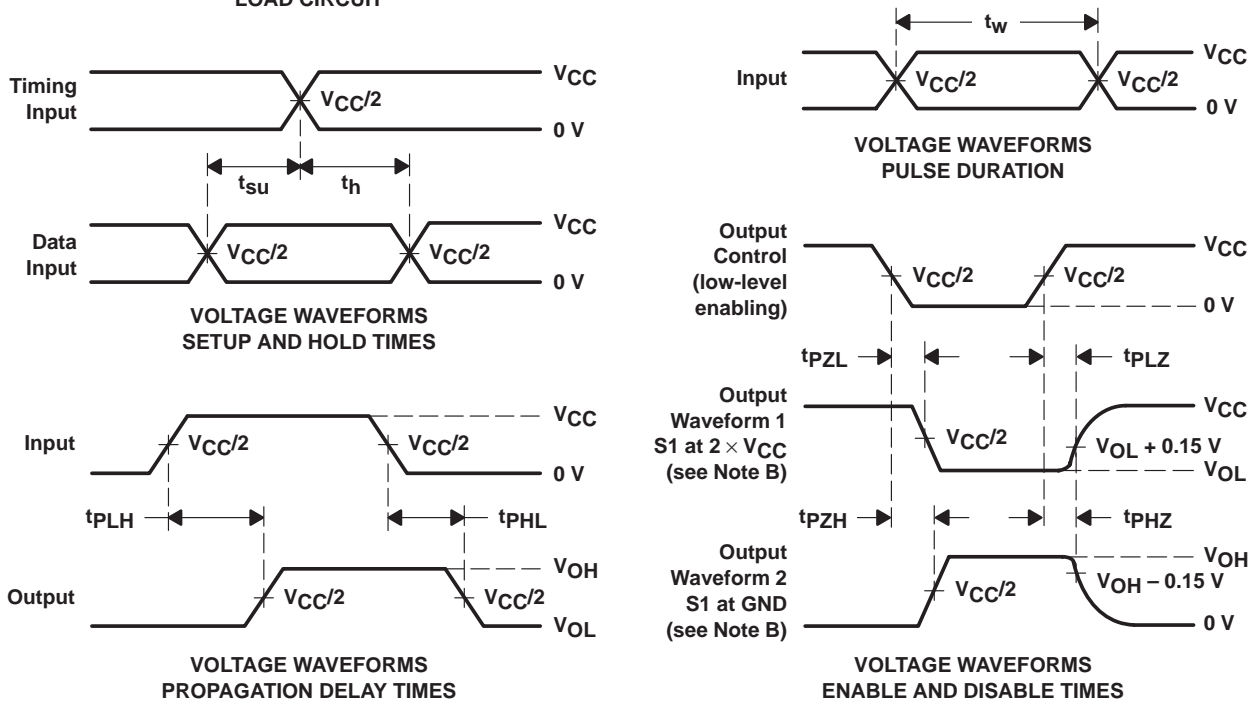 LOAD CIRCUIT
Timing
Input
VCC
VCC/2
0 V
tsu
th
Data
Input
VCC
VCC/2
VCC/2
0 V
VOLTAGE WAVEFORMS
SETUP AND HOLD TIMES
Input
VCC
VCC/2
VCC/2
0 V
tPLH
tPHL
Output
VOH
VCC/2
VCC/2
VOL
VOLTAGE WAVEFORMS
PROPAGATION DELAY TIMES
tw
Input
VCC
VCC/2
VCC/2
0 V
VOLTAGE WAVEFORMS
PULSE DURATION
Output
Control
(low-level
enabling)
VCC
VCC/2
VCC/2
0 V
tPZL
tPLZ
Output
Waveform 1
S1 at 2 × VCC
(see Note B)
VCC
VCC/2
VOL + 0.15 V
VOL
tPZH
tPHZ
Output
Waveform 2
S1 at GND
(see Note B)
VOH
VCC/2
VOH − 0.15 V
0 V
VOLTAGE WAVEFORMS
ENABLE AND DISABLE TIMES